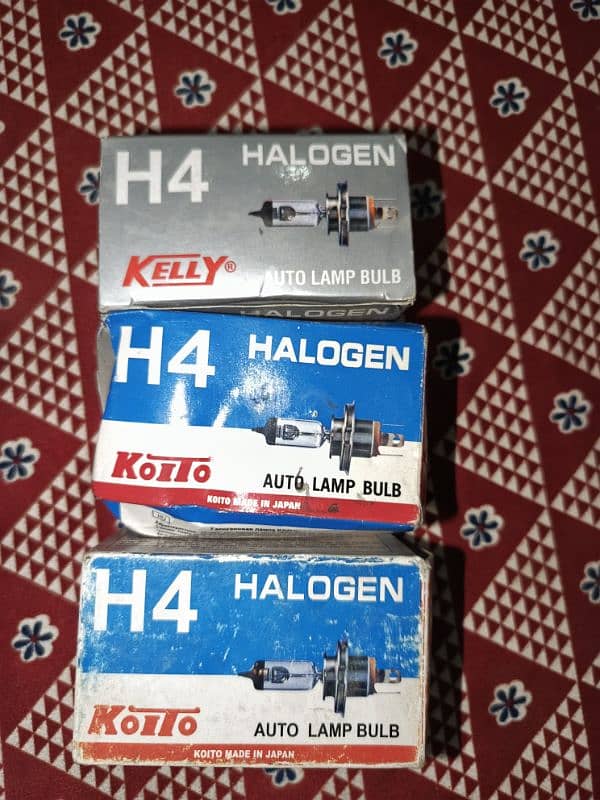 H4 HALOGEN
KELLY®
AUTO LAMP BULB
HALOGEN
H4 HALOGEN
KOITO
AUTO LAMP BULB
KOITO MADE IN JAPAN
H4 HALOGEN
KOITO
AUTO LAMP BULB
KOITO MADE IN JAPAN